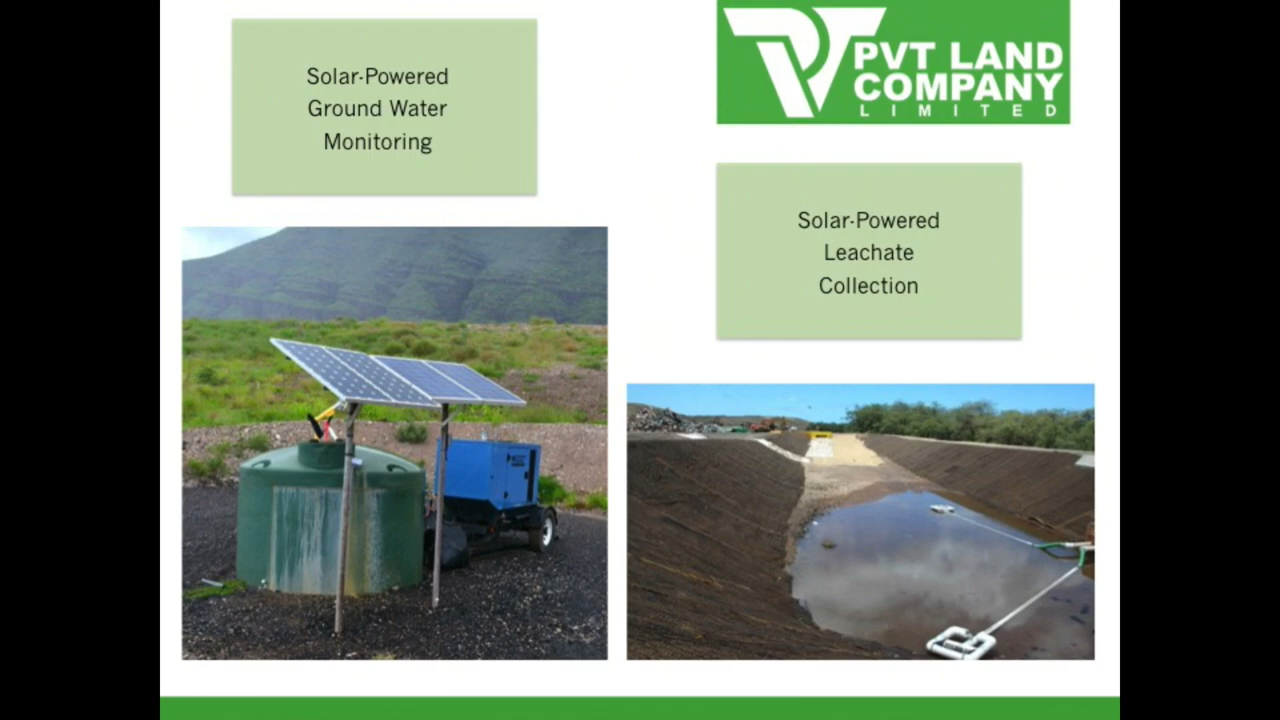 Solar-Powered
Ground Water
Monitoring
PVT LAND
COMPANY
LIMITED
Solar-Powered
Leachate
Collection